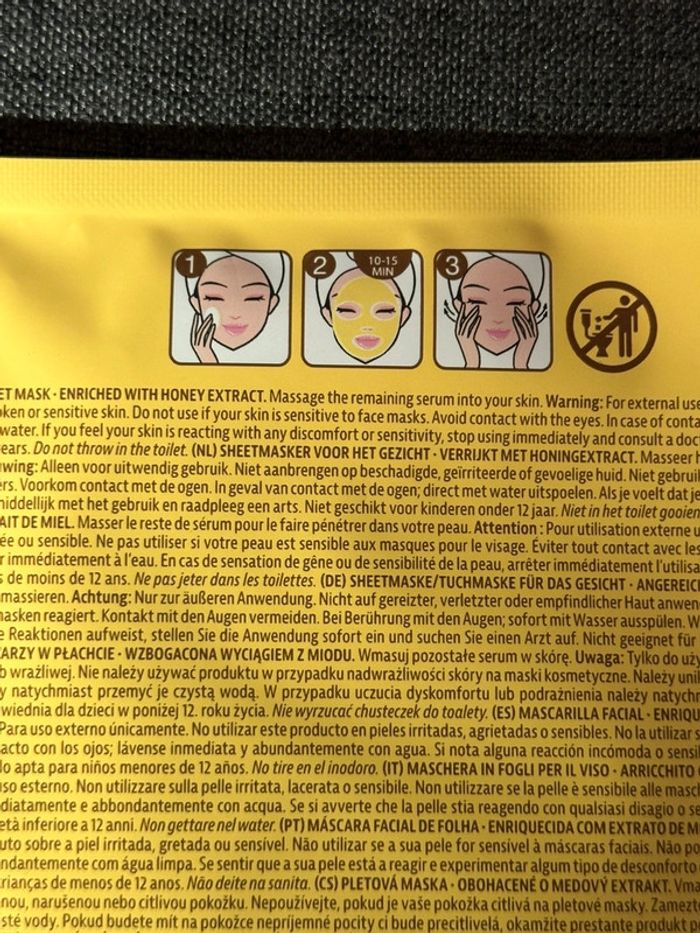 1
2
10-15
MIN
3
ET MASK · ENRICHED WITH HONEY EXTRACT. Massage the remaining serum into your skin. Warning: For external use
oken or sensitive skin. Do not use if your skin is sensitive to face masks. Avoid contact with the eyes. In case of conta
water. If you feel your skin is reacting with any discomfort or sensitivity, stop using immediately and consult a doc
ears. Do not throw in the toilet. (NL) SHEETMASKER VOOR HET GEZICHT · VERRIJKT MET HONINGEXTRACT. Masseer h
uwing: Alleen voor uitwendig gebruik. Niet aanbrengen op beschadigde, geïrriteerde of gevoelige huid. Niet gebruik
ers. Voorkom contact met de ogen. In geval van contact met de ogen; direct met water uitspoelen. Als je voelt dat je
middellijk met het gebruik en raadpleeg een arts. Niet geschikt voor kinderen onder 12 jaar. Niet in het toilet gooien
AIT DE MIEL. Masser le reste de sérum pour le faire pénétrer dans votre peau. Attention : Pour utilisation externe u
ée ou sensible. Ne pas utiliser si votre peau est sensible aux masques pour le visage. Éviter tout contact avec les
r immédiatement à l'eau. En cas de sensation de gêne ou de sensibilité de la peau, arrêter immédiatement l'utilisa
s de moins de 12 ans. Ne pas jeter dans les toilettes. (DE) SHEETMASKE/TUCHMASKE FÜR DAS GESICHT · ANGEREICH
massieren. Achtung: Nur zur äußeren Anwendung. Nicht auf gereizter, verletzter oder empfindlicher Haut anwen
masken reagiert. Kontakt mit den Augen vermeiden. Bei Berührung mit den Augen; sofort mit Wasser ausspülen. W
e Reaktionen aufweist, stellen Sie die Anwendung sofort ein und suchen Sie einen Arzt auf. Nicht geeignet für
ARZY W PŁACHCIE · WZBOGACONA WYCIĄGIEM Z MIODU. Wmasuj pozostałe serum w skórę. Uwaga: Tylko do uż
b wrażliwej. Nie należy używać produktu w przypadku nadwrażliwości skóry na maski kosmetyczne. Należy unil
y natychmiast przemyć je czystą wodą. W przypadku uczucia dyskomfortu lub podrażnienia należy natychm
wiednia dla dzieci w poniżej 12. roku życia. Nie wyrzucać chusteczek do toalety. (ES) MASCARILLA FACIAL · ENRIQU
Para uso externo únicamente. No utilizar este producto en pieles irritadas, agrietadas o sensibles. No la utilizar s
acto con los ojos; lávense inmediata y abundantemente con agua. Si nota alguna reacción incómoda o sensi
lo apta para niños menores de 12 años. No tire en el inodoro. (IT) MASCHERA IN FOGLI PER IL VISO · ARRICCHITO
uso esterno. Non utilizzare sulla pelle irritata, lacerata o sensibile. Non utilizzare se la pelle è sensibile alle masch
diatamente e abbondantemente con acqua. Se si avverte che la pelle stia reagendo con qualsiasi disagio o se
età inferiore a 12 anni. Non gettare nel water. (PT) MÁSCARA FACIAL DE FOLHA · ENRIQUECIDA COM EXTRATO DE M
uto sobre a piel irritada, gretada ou sensível. Não utilizar se a sua pele for sensível à máscaras faciais. Não po
ndantemente com água limpa. Se sentir que a sua pele está a reagir e experimentar algum tipo de desconforto
crianças de menos de 12 anos. Não deite na sanita. (CS) PLETOVÁ MASKA · OBOHACENÉ O MEDOVÝ EXTRAKT. Vma
nou, narušenou nebo citlivou pokožku. Nepoužívejte, pokud je vaše pokožka citlivá na pletové masky. Zamezte
sté vody. Pokud budete mít na pokožce nepříjemné pocity ci bude precitlivělá, okamžite prestante produkt pu